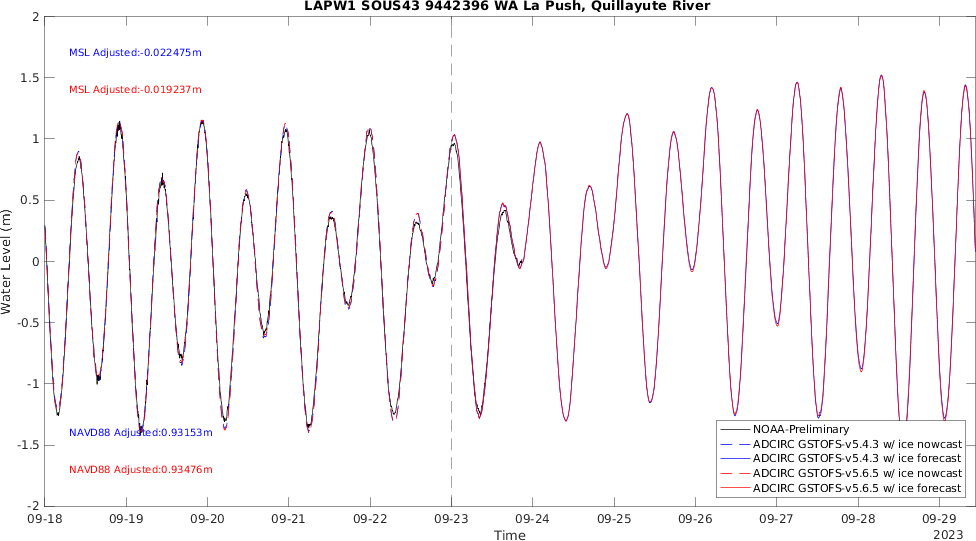 LAPW1 SOUS43 9442396 WA La Push, Quillayute River
2
1.5
1
0.5
0
-0.5
-1
-1.5
-2
Water Level (m)
MSL Adjusted:-0.022475m
MSL Adjusted:-0.019237m
NAVD88 Adjusted:0.93153m
NAVD88 Adjusted:0.93476m
NOAA-Preliminary
ADCIRC GSTOFS-v5.4.3 w/ ice nowcast
ADCIRC GSTOFS-v5.4.3 w/ ice forecast
ADCIRC GSTOFS-v5.6.5 w/ ice nowcast
ADCIRC GSTOFS-v5.6.5 w/ ice forecast
09-18 09-19 09-20 09-21 09-22 09-23 09-24 09-25 09-26 09-27 09-28 09-29
Time
2023